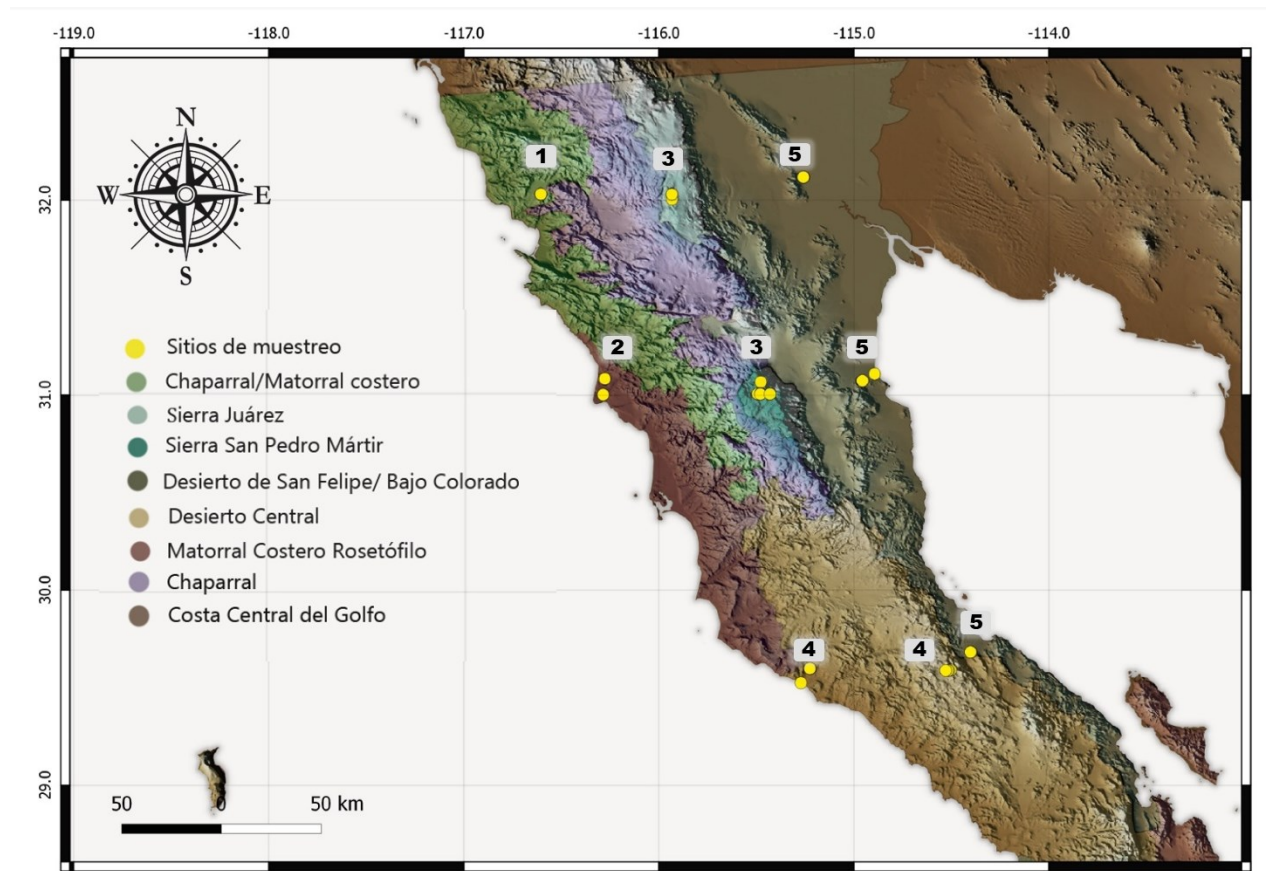 -119.0 -118.0 -117.0 -116.0 -115.0 -114.0
N
W E
S
1 3 5
32.0
2 3 5
31.0
Sitios de muestreo
Chaparral/Matorral costero
Sierra Juárez
Sierra San Pedro Mártir
Desierto de San Felipe/ Bajo Colorado
Desierto Central
Matorral Costero Rosetófilo
Chaparral
Costa Central del Golfo
30.0
4 4 5
29.0
50 0 50 km